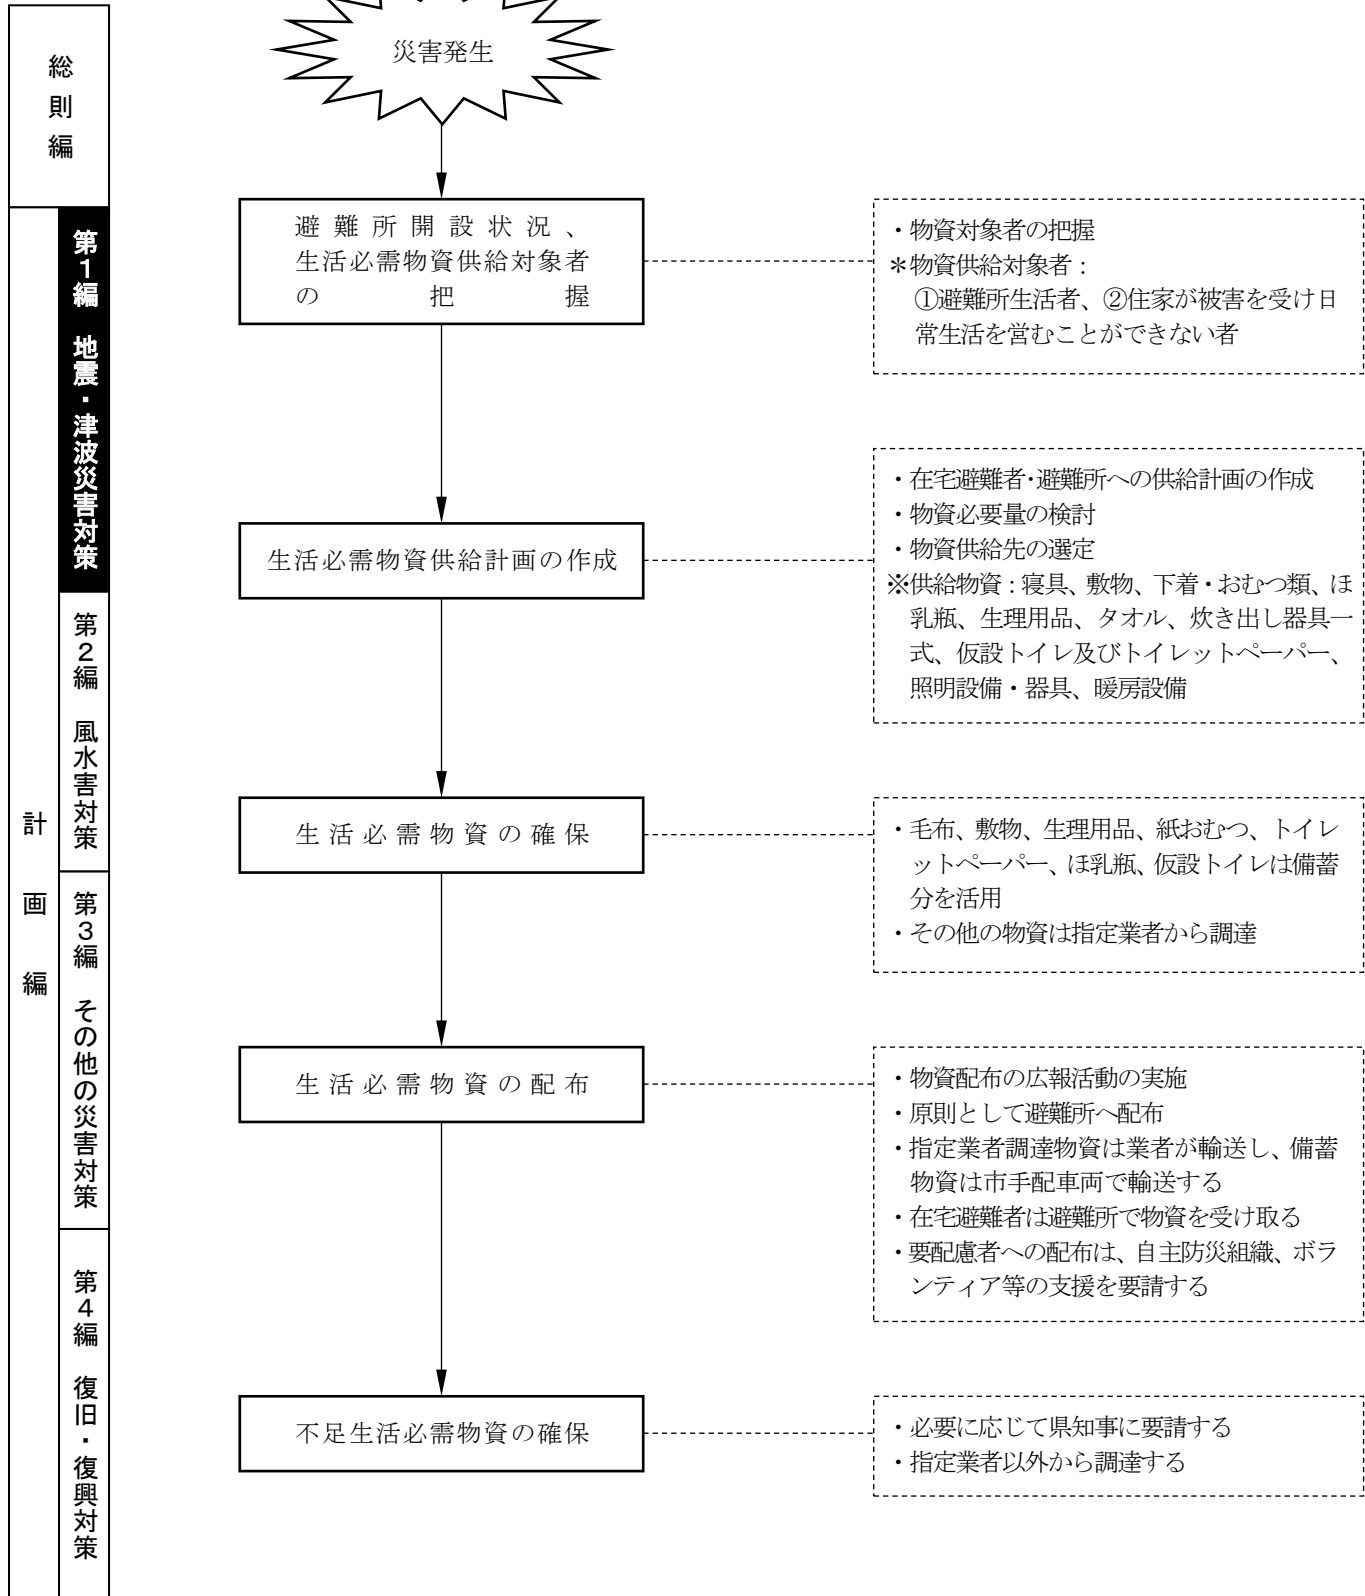 総則編
計画編
第1編 地震・津波災害対策
第2編 風水害対策
第3編 その他の災害対策
第4編 復旧・復興対策
災害発生
避難所開設状況、
生活必需物資供給対象者
の把握
・物資対象者の把握
＊物資供給対象者：
①避難所生活者、②住家が被害を受け日
常生活を営むことができない者
生活必需物資供給計画の作成
・在宅避難者・避難所への供給計画の作成
・物資必要量の検討
・物資供給先の選定
※供給物資：寝具、敷物、下着・おむつ類、ほ
乳瓶、生理用品、タオル、炊き出し器具一
式、仮設トイレ及びトイレットペーパー、
照明設備・器具、暖房設備
生活必需物資の確保
・毛布、敷物、生理用品、紙おむつ、トイレ
ットペーパー、ほ乳瓶、仮設トイレは備蓄
分を活用
・その他の物資は指定業者から調達
生活必需物資の配布
・物資配布の広報活動の実施
・原則として避難所へ配布
・指定業者調達物資は業者が輸送し、備蓄
物資は市手配車両で輸送する
・在宅避難者は避難所で物資を受け取る
・要配慮者への配布は、自主防災組織、ボラ
ンティア等の支援を要請する
不足生活必需物資の確保
・必要に応じて県知事に要請する
・指定業者以外から調達する